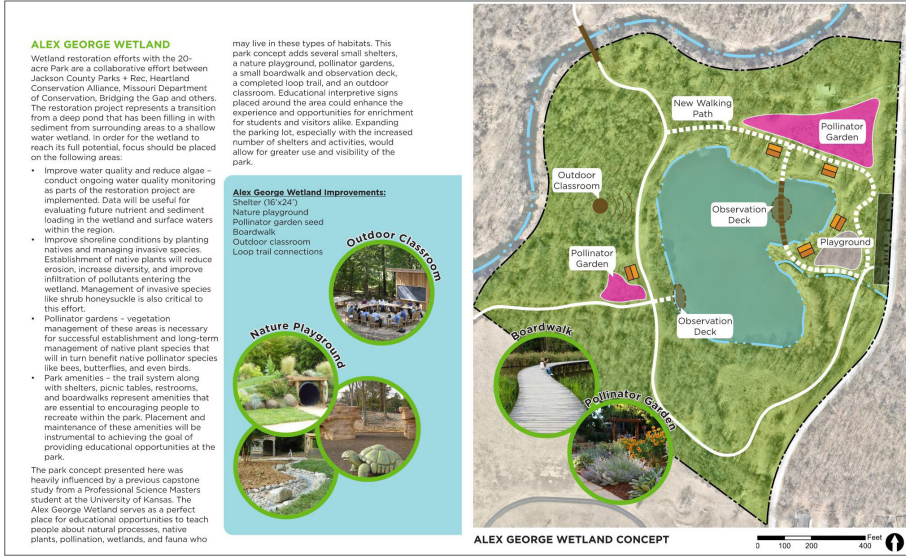 ALEX GEORGE WETLAND
Wetland restoration efforts with the 20-
acre Park are a collaborative effort between
Jackson County Parks + Rec, Heartland
Conservation Alliance, Missouri Department
of Conservation, Bridging the Gap and others.
The restoration project represents a transition
from a deep pond that has been filling in with
sediment from surrounding areas to a shallow
water wetland. In order for the wetland to
reach its full potential, focus should be placed
on the following areas:
• Improve water quality and reduce algae –
conduct ongoing water quality monitoring
as parts of the restoration project are
implemented. Data will be useful for
evaluating future nutrient and sediment
loading in the wetland and surface waters
within the region.
• Improve shoreline conditions by planting
natives and managing invasive species.
Establishment of native plants will reduce
erosion, increase diversity, and improve
infiltration of pollutants entering the
wetland. Management of invasive species
like shrub honeysuckle is also critical to
this effort.
• Pollinator gardens – vegetation
management of these areas is necessary
for successful establishment and long-term
management of native plant species that
will in turn benefit native pollinator species
like bees, butterflies, and even birds.
• Park amenities – the trail system along
with shelters, picnic tables, restrooms,
and boardwalks represent amenities that
are essential to encouraging people to
recreate within the park. Placement and
maintenance of these amenities will be
instrumental to achieving the goal of
providing educational opportunities at the
park.
The park concept presented here was
heavily influenced by a previous capstone
study from a Professional Science Masters
student at the University of Kansas. The
Alex George Wetland serves as a perfect
place for educational opportunities to teach
people about natural processes, native
plants, pollination, wetlands, and fauna who
may live in these types of habitats. This
park concept adds several small shelters,
a nature playground, pollinator gardens,
a small boardwalk and observation deck,
a completed loop trail, and an outdoor
classroom. Educational interpretive signs
placed around the area could enhance the
experience and opportunities for enrichment
for students and visitors alike. Expanding
the parking lot, especially with the increased
number of shelters and activities, would
allow for greater use and visibility of the
park.
Alex George Wetland Improvements:
Shelter (16'x24')
Nature playground
Pollinator garden seed
Boardwalk
Outdoor classroom
Loop trail connections
Outdoor Classroom
Nature Playground
New Walking
Path
Pollinator
Garden
Outdoor
Classroom
Observation
Deck
Playground
Pollinator
Garden
Observation
Deck
Boardwalk
Pollinator Garden
ALEX GEORGE WETLAND CONCEPT
Feet
0 100 200 400